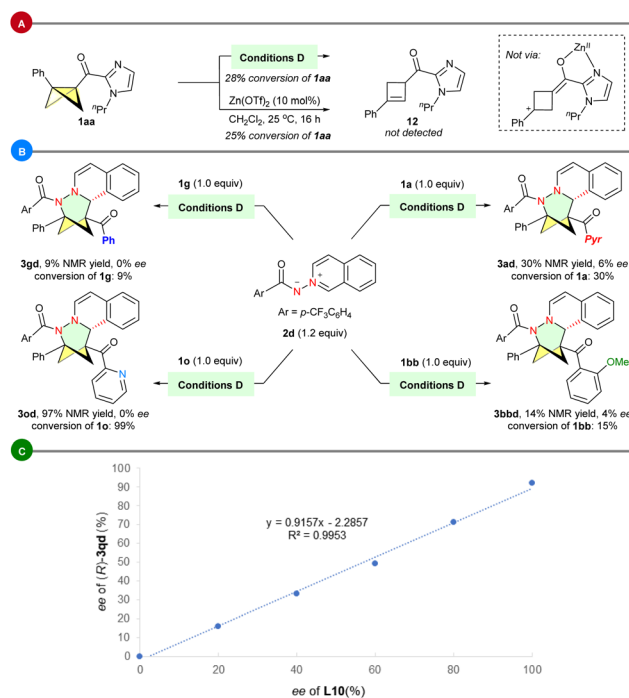 A
Ph
O
N
N
nPr
1aa
Conditions D
28% conversion of 1aa
Zn(OTf)2 (10 mol%)
CH2Cl2, 25 °C, 16 h
25% conversion of 1aa
O
N
N
nPr
Ph
12
not detected
Not via:
ZnII
O
N
N
nPr
Ph
+
B
O
Ar
N
N
Ph
O
Ph
3gd, 9% NMR yield, 0% ee
conversion of 1g: 9%
1g (1.0 equiv)
Conditions D
1a (1.0 equiv)
Conditions D
O
Ar
N
N
Ph
O
Pyr
3ad, 30% NMR yield, 6% ee
conversion of 1a: 30%
O
Ar
N
−
N
+
Ar = p-CF3C6H4
2d (1.2 equiv)
O
Ar
N
N
Ph
O
N
3od, 97% NMR yield, 0% ee
conversion of 1o: 99%
1o (1.0 equiv)
Conditions D
1bb (1.0 equiv)
Conditions D
O
Ar
N
N
Ph
O
OMe
3bbd, 14% NMR yield, 4% ee
conversion of 1bb: 15%
C
ee of (R)-3qd (%)
100
90
80
70
60
50
40
30
20
10
0
y = 0.9157x - 2.2857
R² = 0.9953
0
20
40
60
80
100
ee of L10(%)